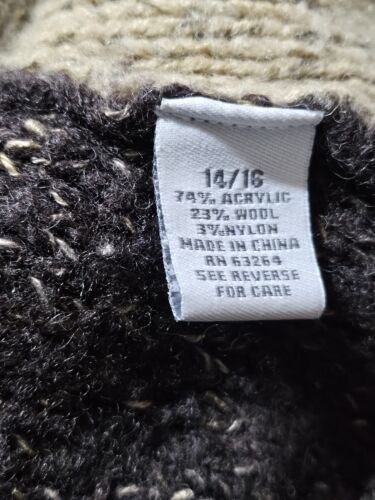 14/16
74% ACRYLIC
23% WOOL
3%NYLON
MADE IN CHINA
RN 63264
SEE REVERSE
FOR CARE